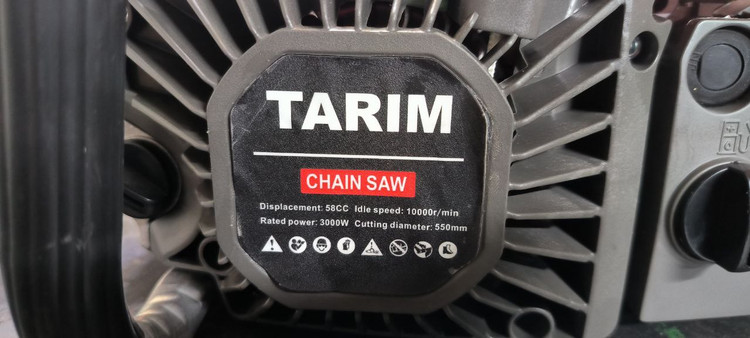 TARIM
CHAIN SAW
Displacement: 58CC Idle speed: 10000r/min
Rated power: 3000W Cutting diameter: 550mm